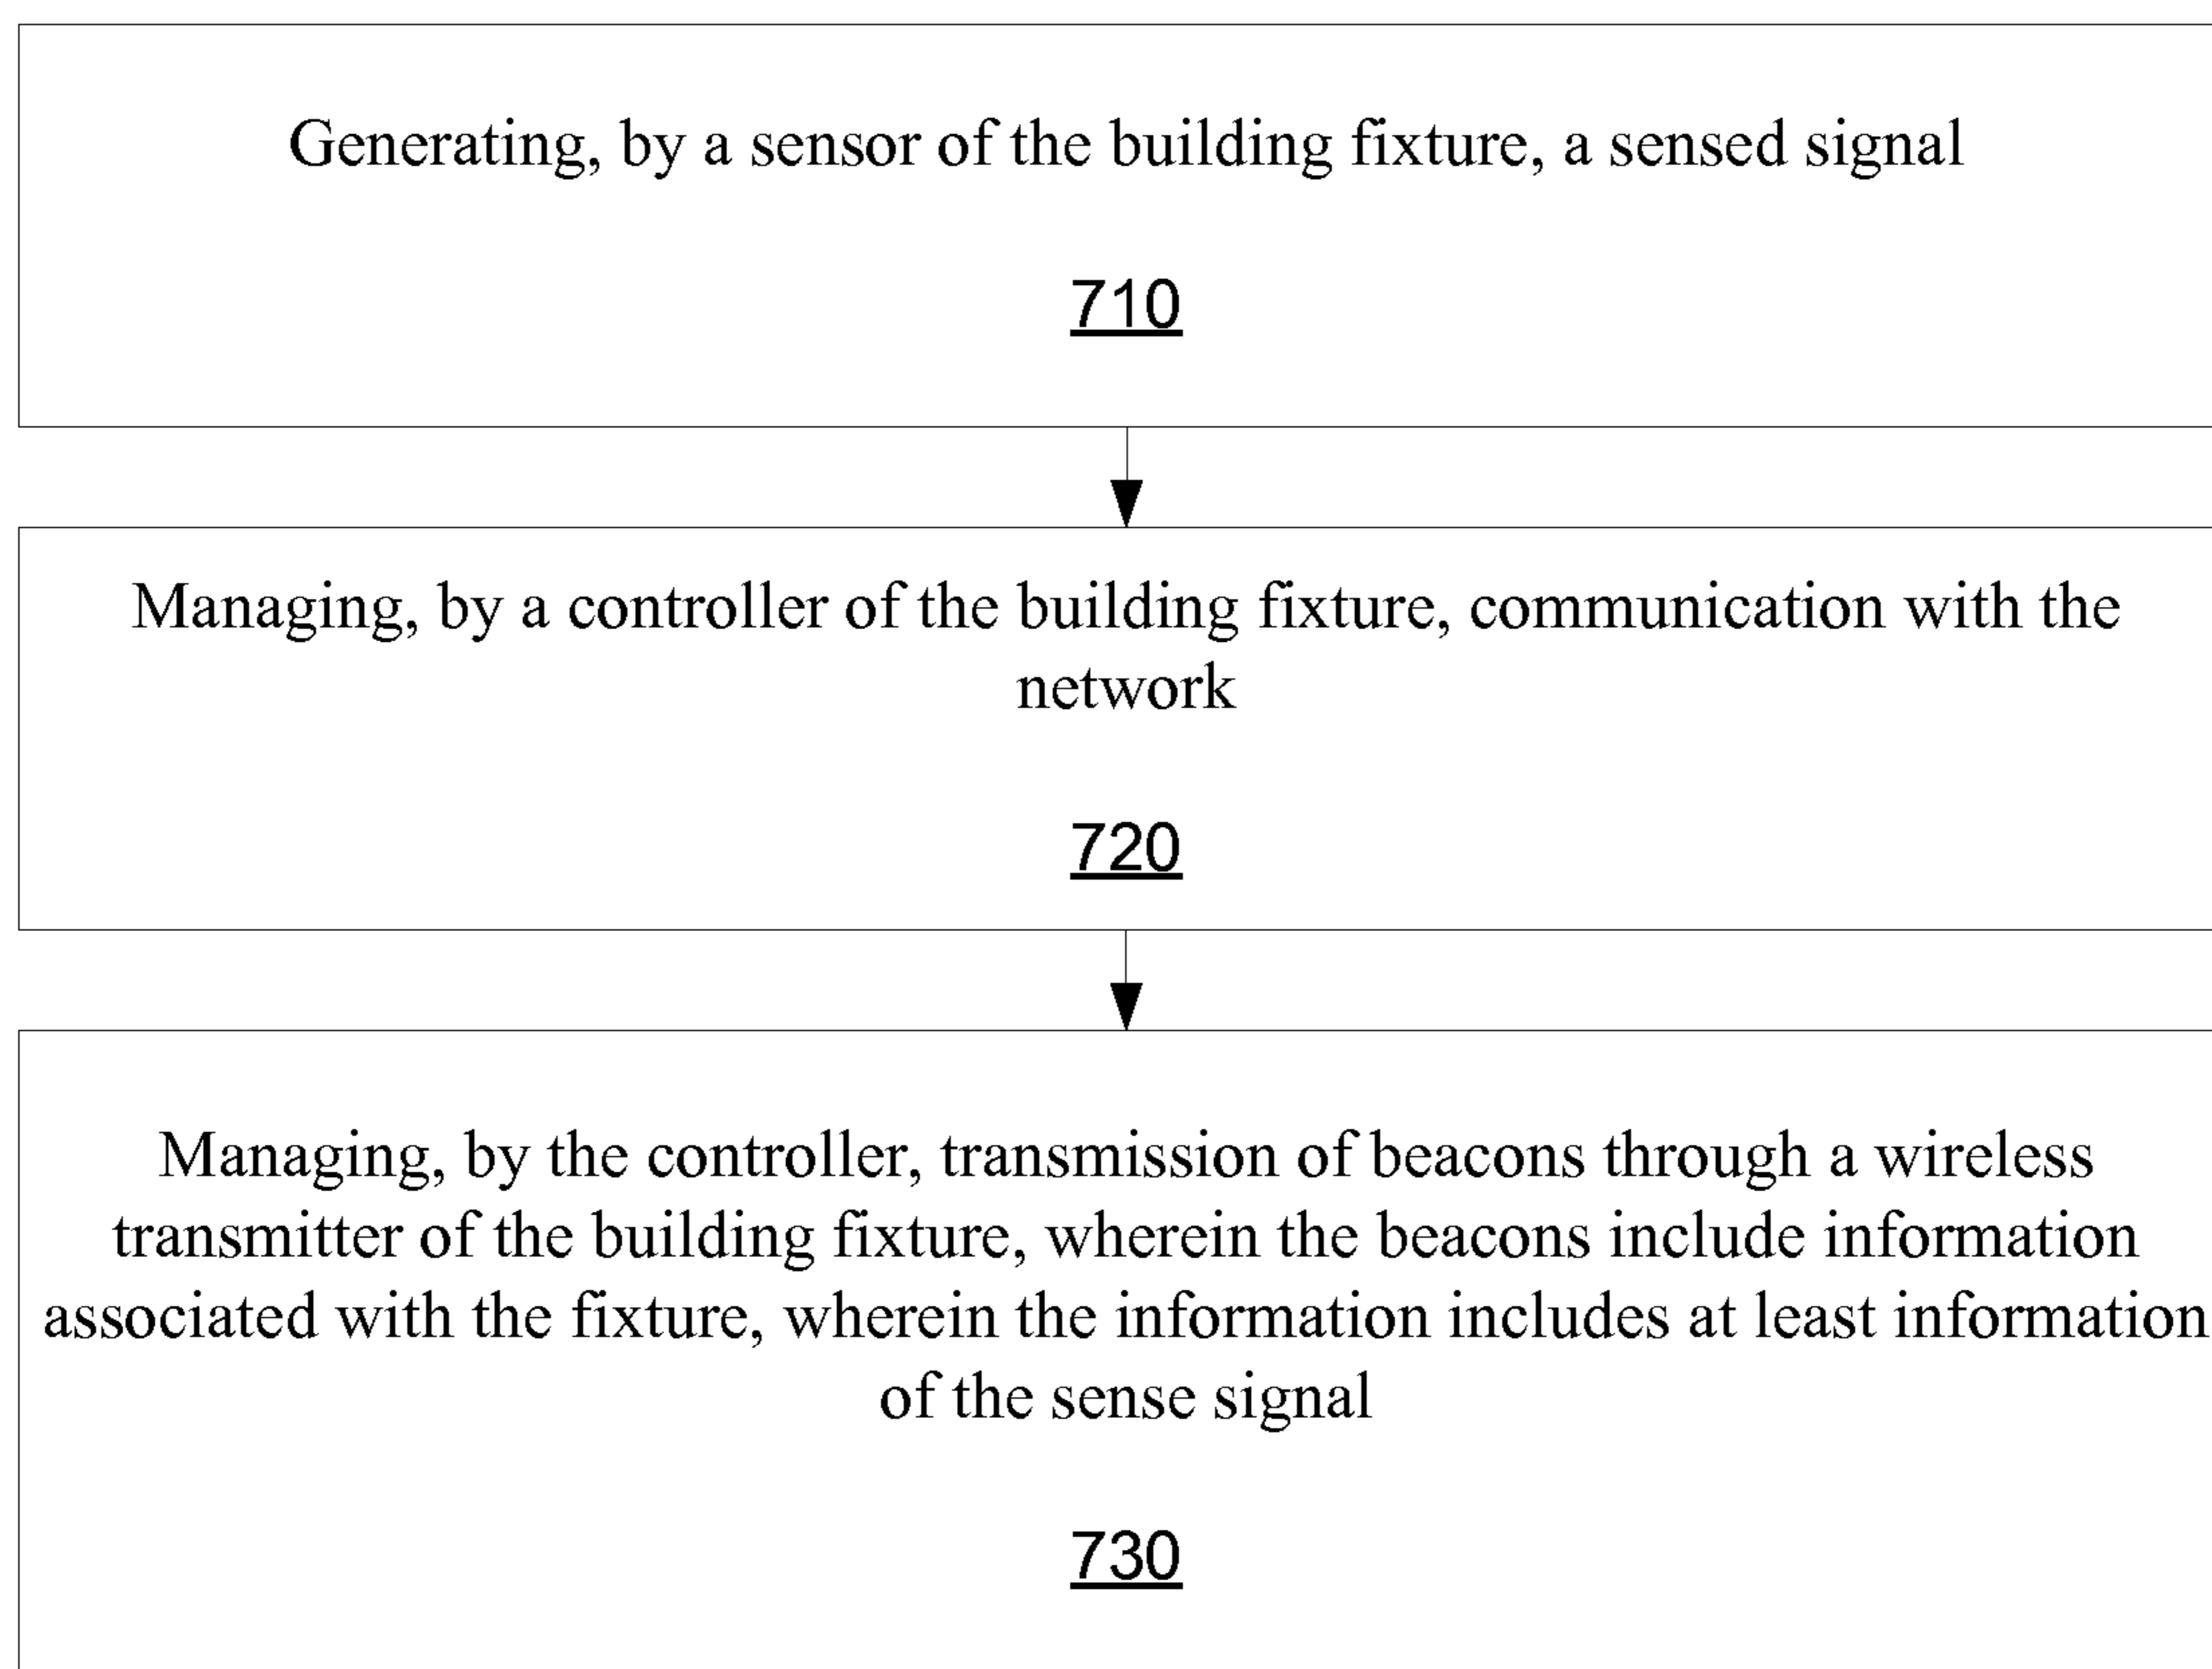 Generating, by a sensor of the building fixture, a sensed signal
710
Managing, by a controller of the building fixture, communication with the
network
720
Managing, by the controller, transmission of beacons through a wireless
transmitter of the building fixture, wherein the beacons include information
associated with the fixture, wherein the information includes at least information
of the sense signal
730